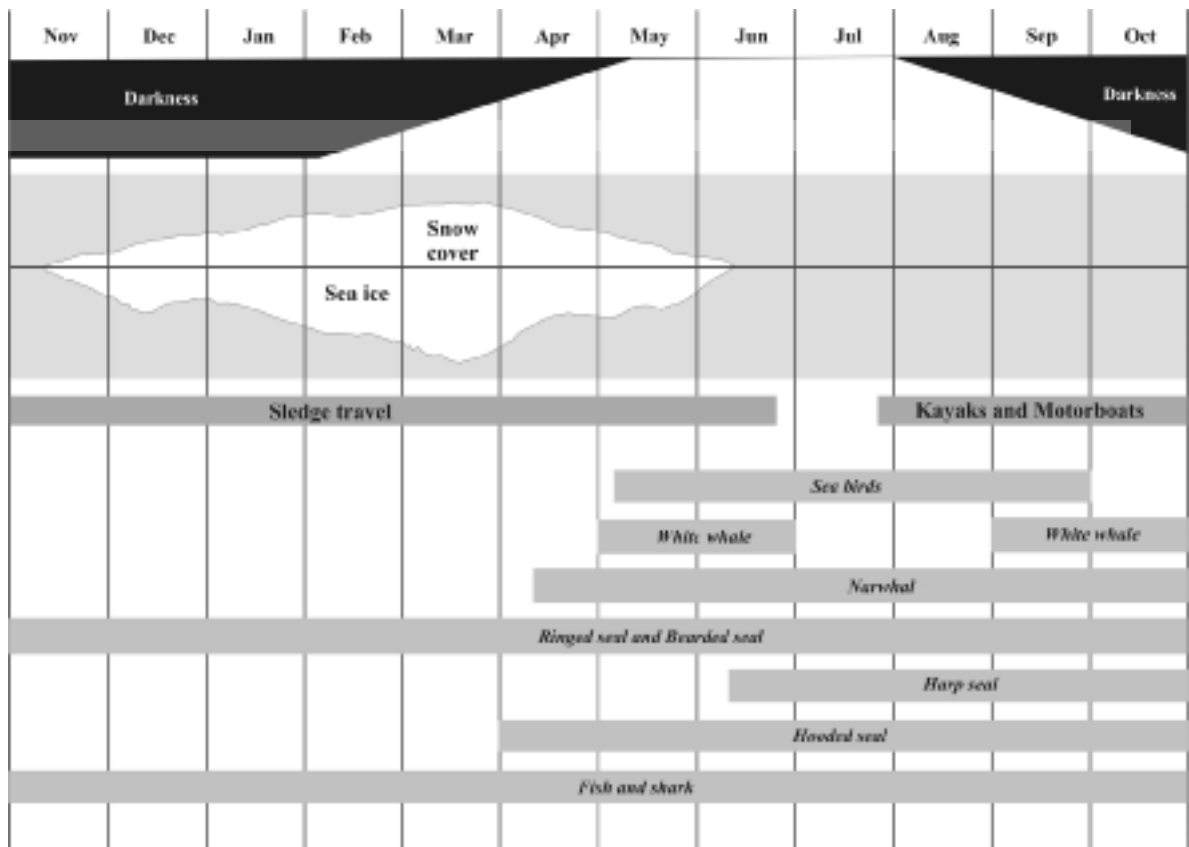 Nov Dec Jan Feb Mar Apr May Jun Jul Aug Sep Oct
Darkness Darkness
Snow
cover
Sea ice
Sledge travel Kayaks and Motorboats
Sea birds
White whale White whale
Narwhal
Ringed seal and Bearded seal
Harp seal
Hooded seal
Fish and shark